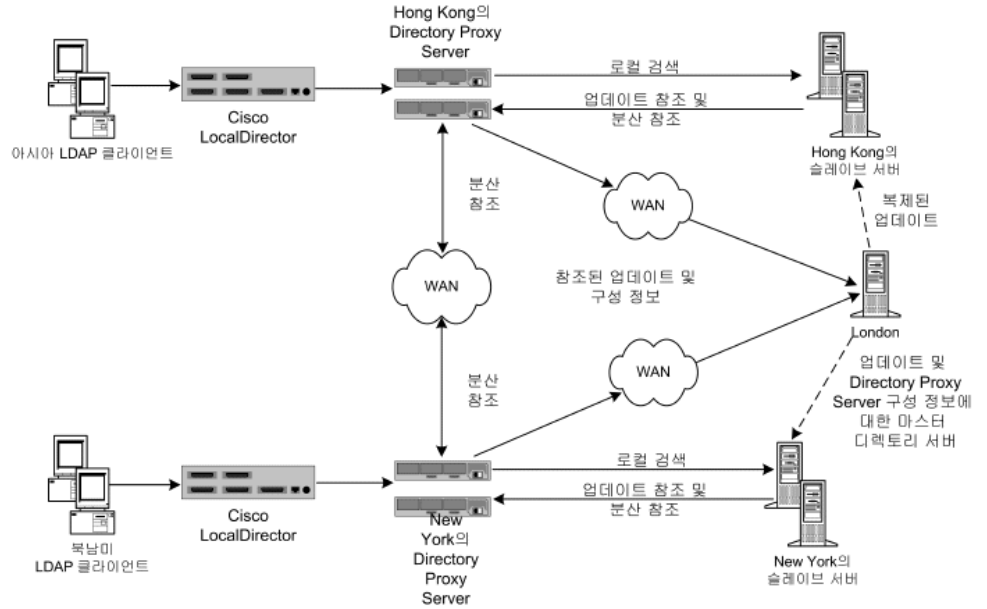 Hong Kong의
Directory Proxy
Server
로컬 검색
업데이트 참조 및
분산 참조
Cisco
LocalDirector
아시아 LDAP 클라이언트
Hong Kong의
슬레이브 서버
분산
참조
WAN
복제된
업데이트
WAN
참조된 업데이트 및
구성 정보
London
WAN
업데이트 및
Directory Proxy
Server 구성 정보에
대한 마스터
디렉토리 서버
분산
참조
로컬 검색
업데이트 참조 및
분산 참조
Cisco
LocalDirector
New
York의
Directory
Proxy
Server
북남미
LDAP 클라이언트
New York의
슬레이브 서버